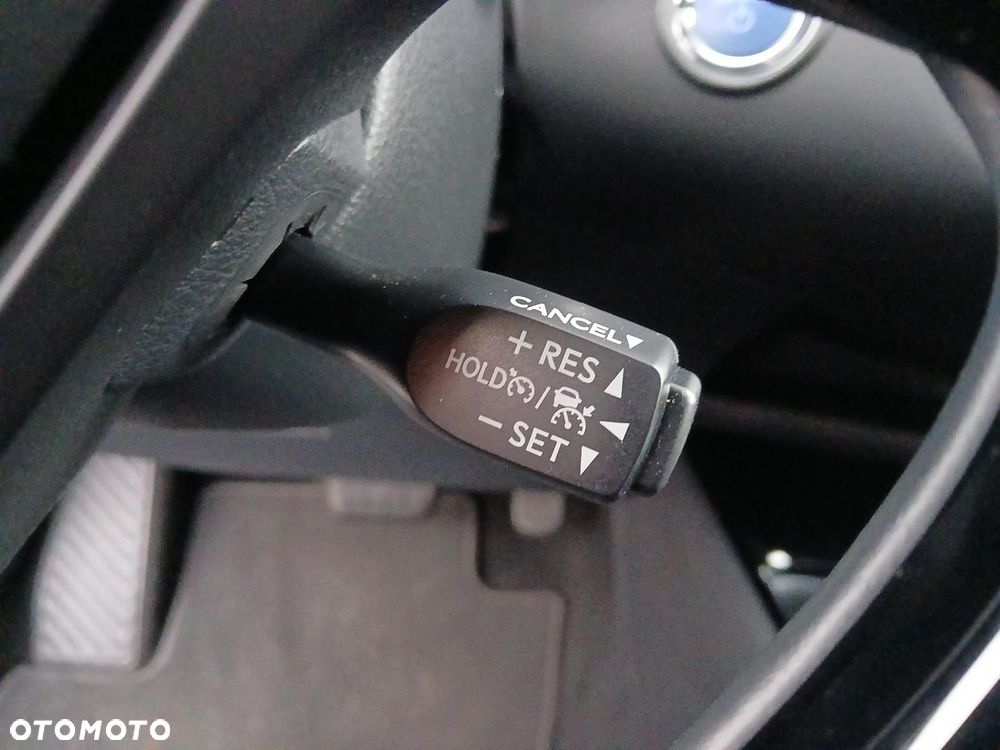 CANCEL▼
+ RES ▲
HOLD / ◀
− SET ▼
OTOMOTO